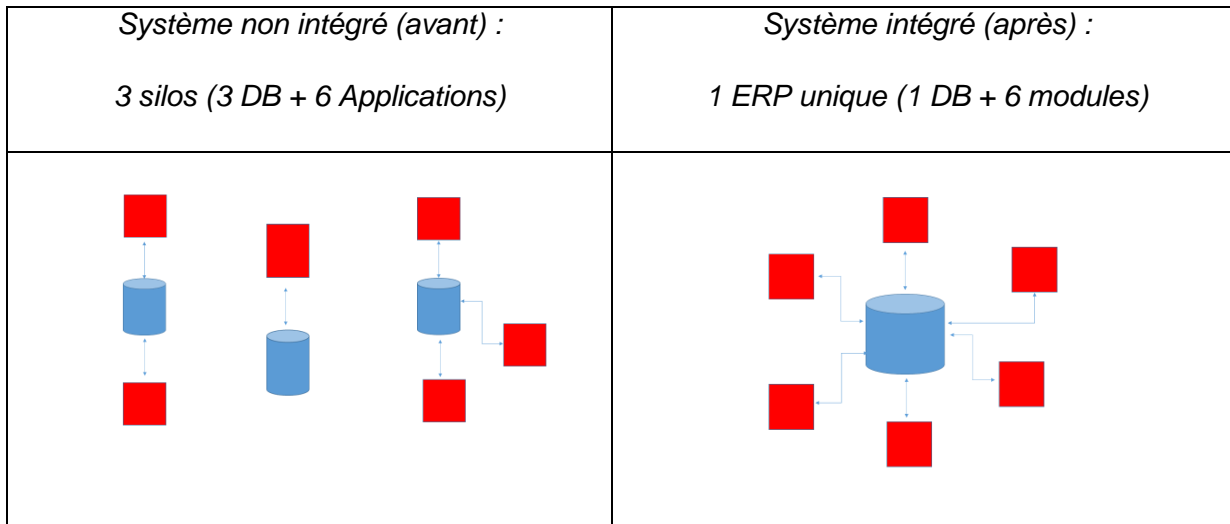 Système non intégré (avant) :
3 silos (3 DB + 6 Applications)
Système intégré (après) :
1 ERP unique (1 DB + 6 modules)